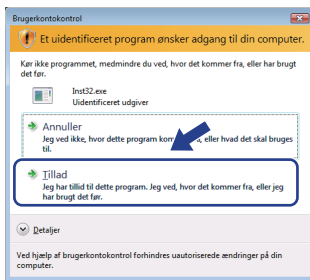 Brugerkontokontrol
Et uidentificeret program ønsker adgang til din computer.
Kør ikke programmet, medmindre du ved, hvor det kommer fra, eller har brugt
det før.
Inst32.exe
Uidentificeret udgiver
Annuller
Jeg ved ikke, hvor dette program kom a, eller hvad det skal bruges
til.
Tillad
Jeg har tillid til dette program. Jeg ved, hvor det kommer fra, eller jeg
har brugt det før.
Detaljer
Ved hjælp af brugerkontokontrol forhindres uautoriserede ændringer på din
computer.